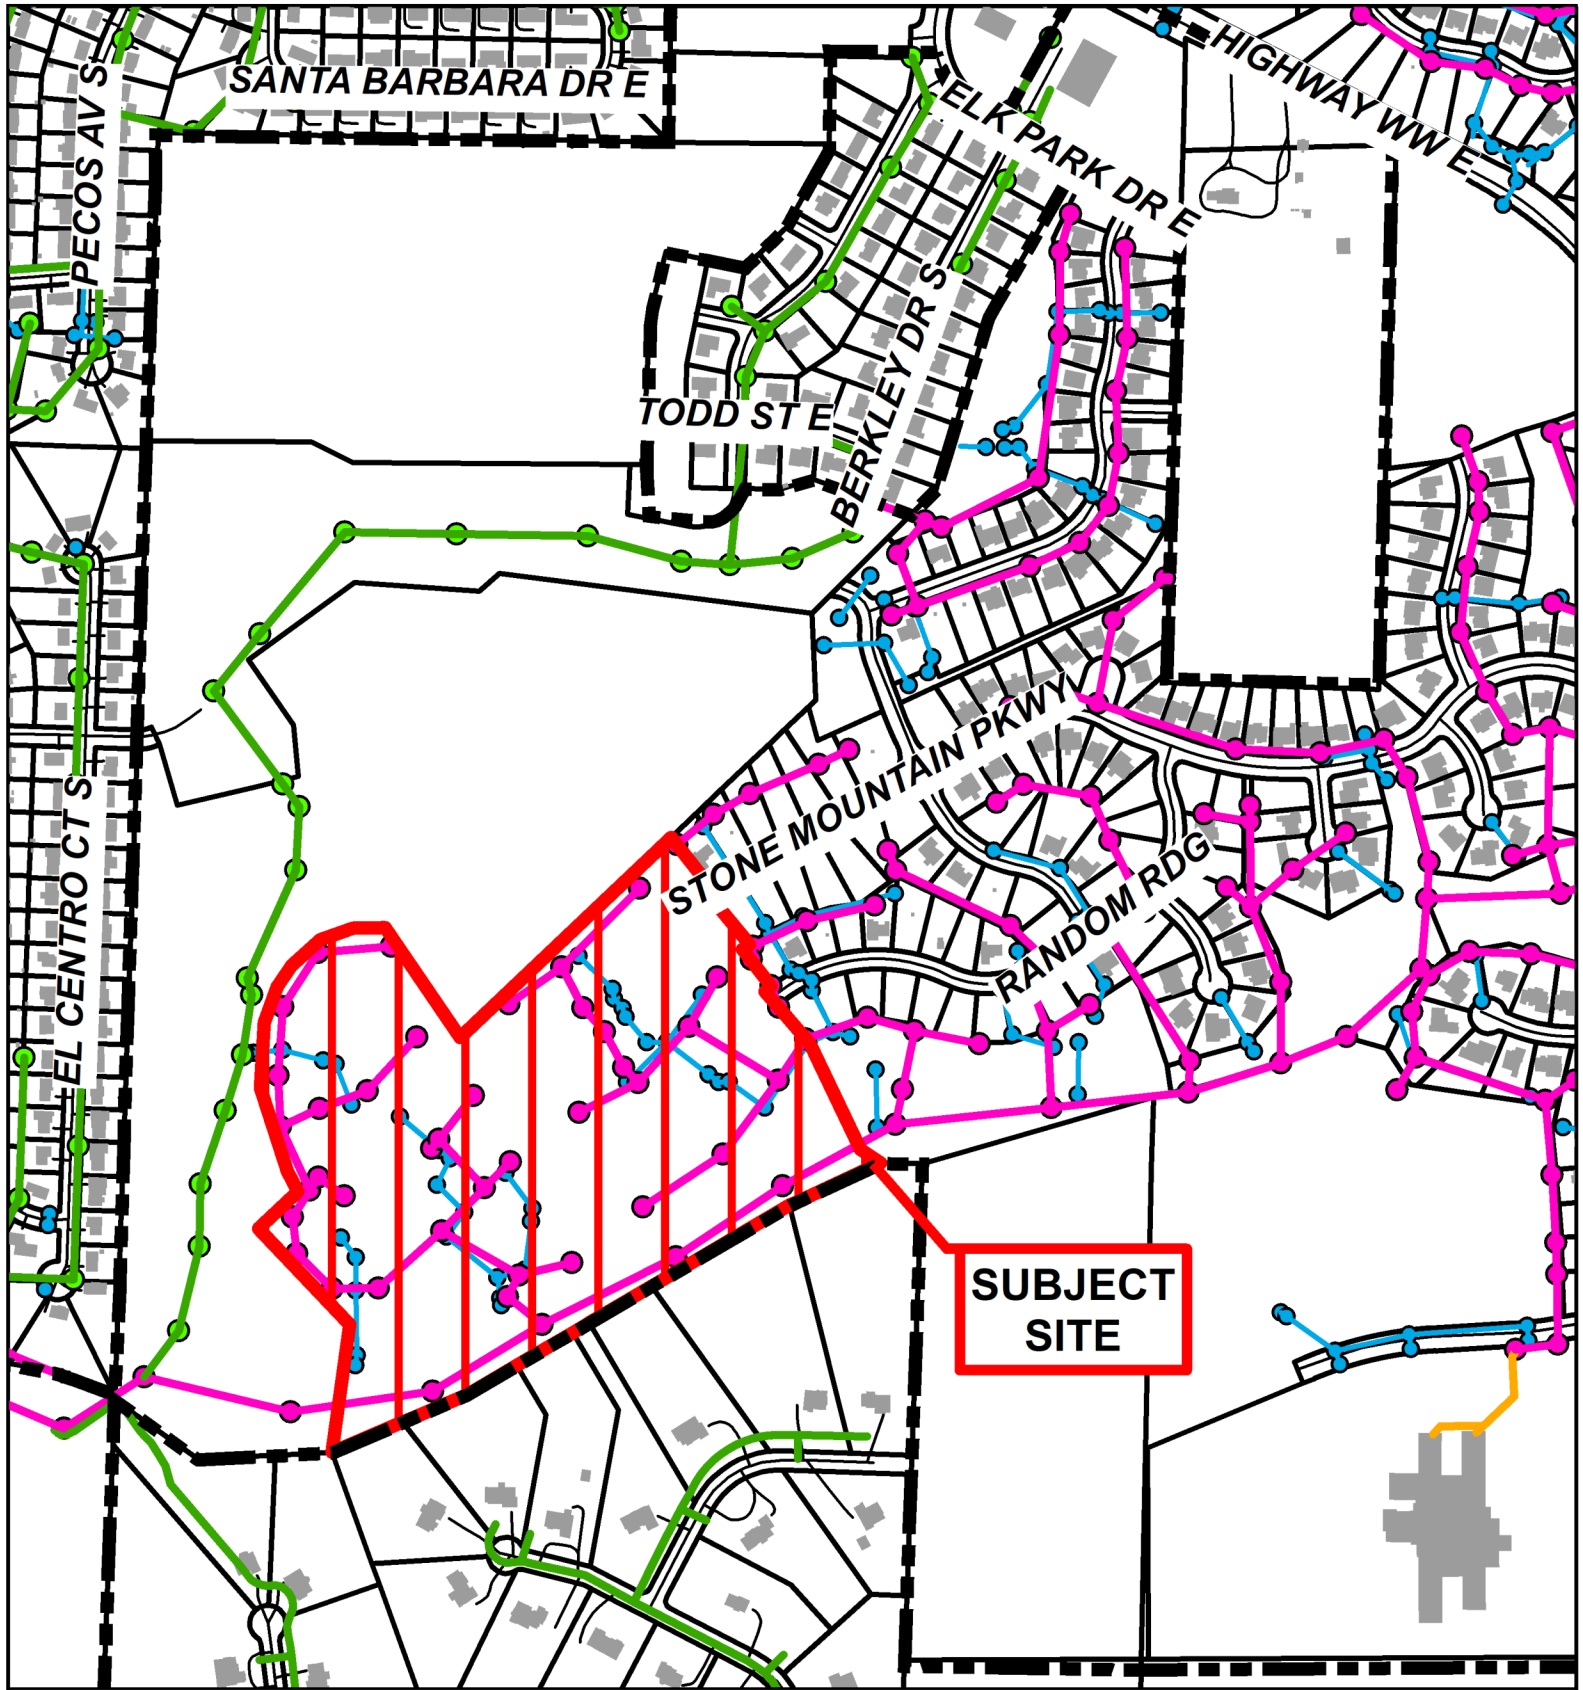 SANTA BARBARA DR E
PECOS AV S
HIGHWAY WW E
ELK PARK DR E
BERKLEY DR S
TODD ST E
STONE MOUNTAIN PKWY
RANDOM RDG
EL CENTRO CT S
SUBJECT
SITE